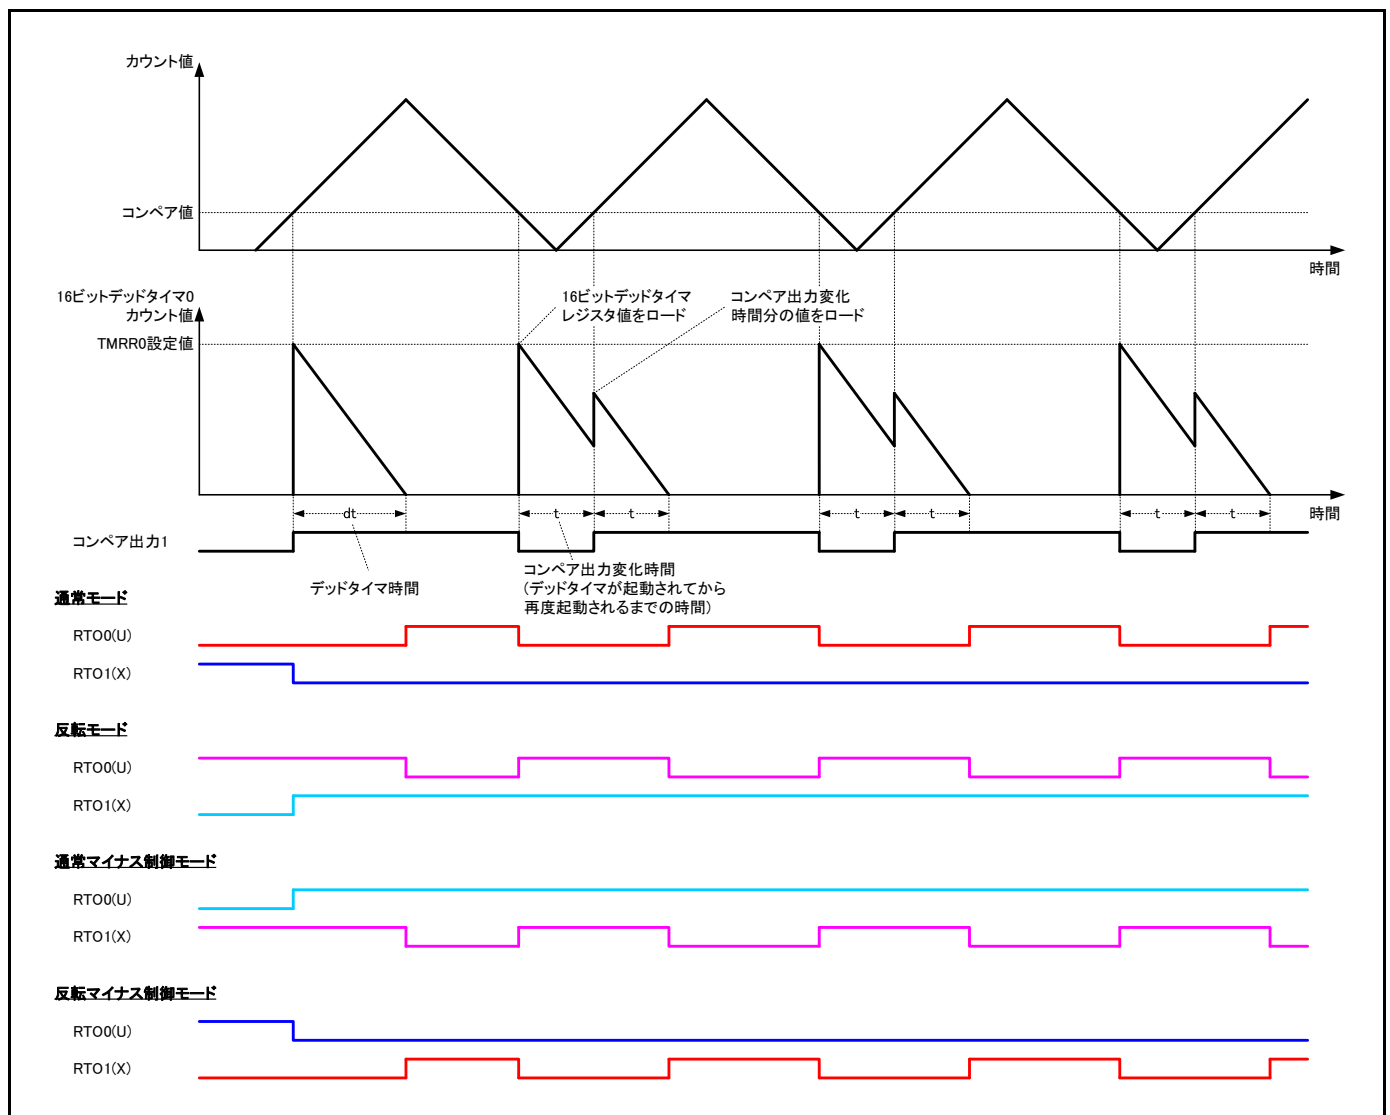 カウント値
コンペア値
時間
16ビットデッドタイマ0
カウント値
16ビットデッドタイマ
レジスタ値をロード
コンペア出力変化
時間分の値をロード
TMRR0設定値
dt
t
t
t
t
t
t
時間
コンペア出力1
デッドタイマ時間
コンペア出力変化時間
(デッドタイマが起動されてから
再度起動されるまでの時間)
通常モード
RTO0(U)
RTO1(X)
反転モード
RTO0(U)
RTO1(X)
通常マイナス制御モード
RTO0(U)
RTO1(X)
反転マイナス制御モード
RTO0(U)
RTO1(X)